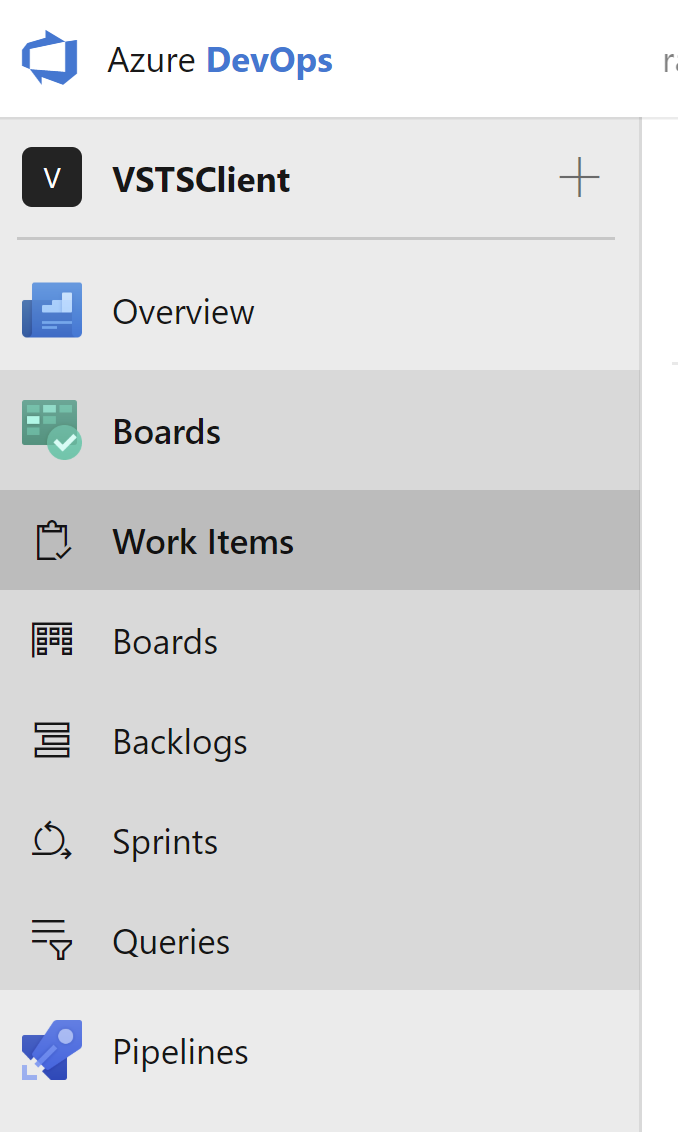 Azure DevOps
V VSTSClient
Overview
Boards
Work Items
Boards
Backlogs
Sprints
Queries
Pipelines